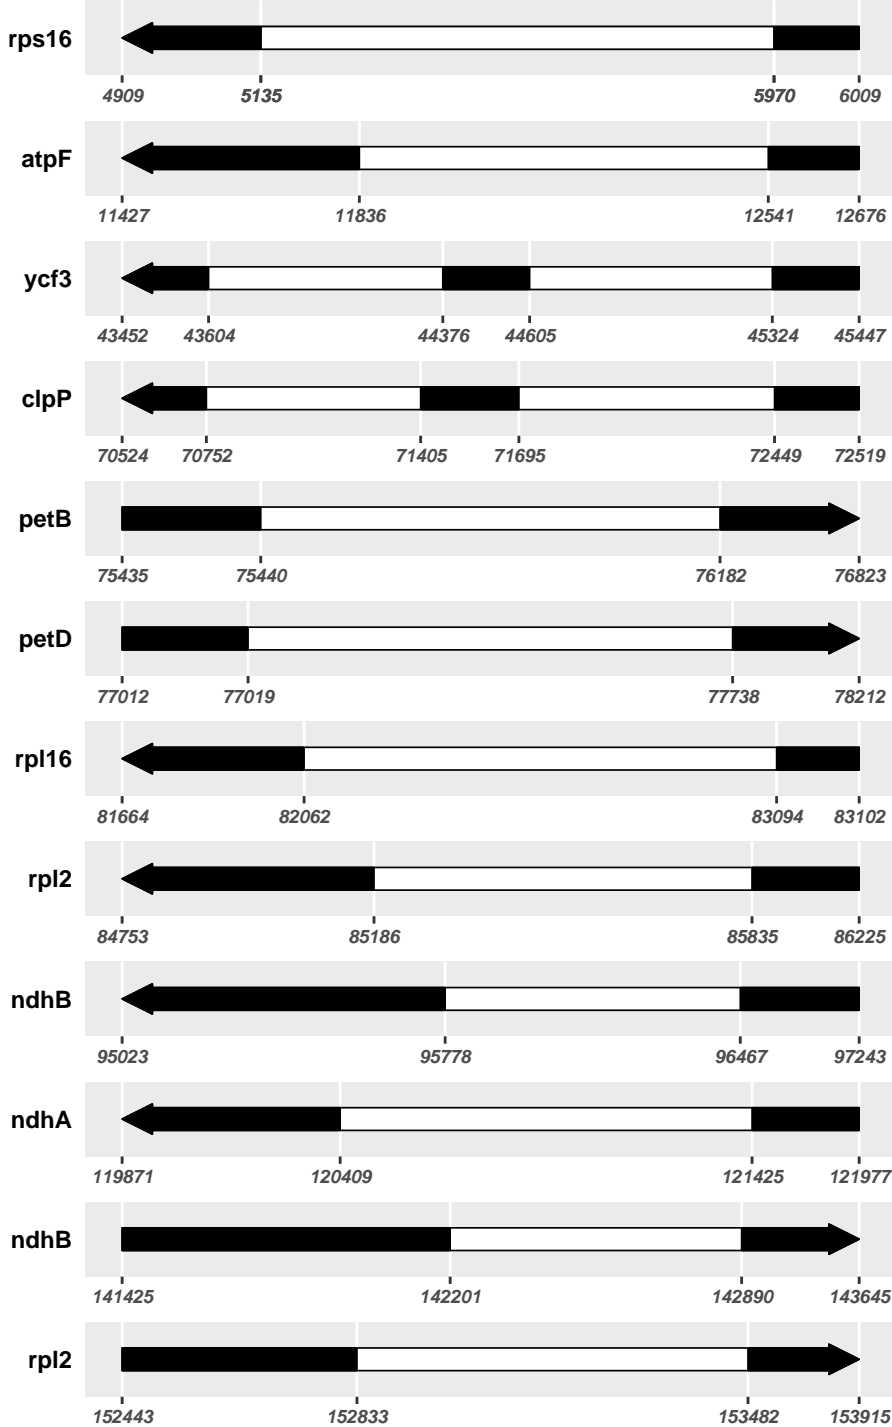 rps16
4909 5135 5970 6009
atpF
11427 11836 12541 12676
ycf3
43452 43604 44376 44605 45324 45447
clpP
70524 70752 71405 71695 72449 72519
petB
75435 75440 76182 76823
petD
77012 77019 77738 78212
rpl16
81664 82062 83094 83102
rpl2
84753 85186 85835 86225
ndhB
95023 95778 96467 97243
ndhA
119871 120409 121425 121977
ndhB
141425 142201 142890 143645
rpl2
152443 152833 153482 153915